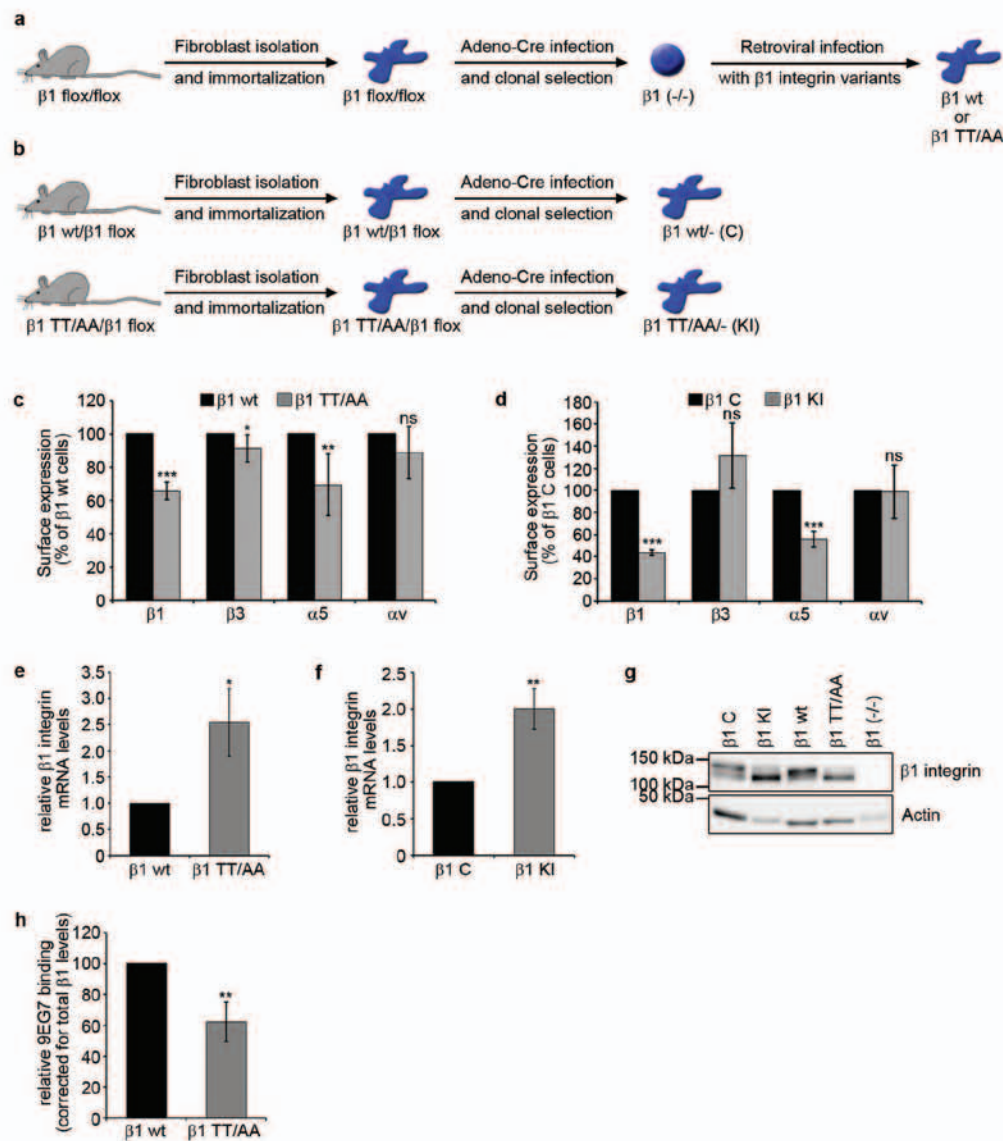 a
Fibroblast isolation
and immortalization
Adeno-Cre infection
and clonal selection
Retroviral infection
with β1 integrin variants
β1 flox/flox
β1 flox/flox
β1 (-/-)
β1 wt
or
β1 TT/AA
b
Fibroblast isolation
and immortalization
Adeno-Cre infection
and clonal selection
β1 wt/β1 flox
β1 wt/β1 flox
β1 wt/- (C)
Fibroblast isolation
and immortalization
Adeno-Cre infection
and clonal selection
β1 TT/AA/β1 flox
β1 TT/AA/β1 flox
β1 TT/AA/- (KI)
c
β1 wt β1 TT/AA
Surface expression
(% of β1 wt cells)
120
100
80
60
40
20
0
***
*
**
ns
β1 β3 α5 αv
d
β1 C β1 KI
Surface expression
(% of β1 C cells)
180
160
140
120
100
80
60
40
20
0
***
ns
***
ns
β1 β3 α5 αv
e
relative β1 integrin
mRNA levels
3.5
3.0
2.5
2.0
1.5
1.0
0.5
0
*
β1 wt β1 TT/AA
f
relative β1 integrin
mRNA levels
2.5
2.0
1.5
1.0
0.5
0
**
β1 C β1 KI
g
β1 C
β1 KI
β1 wt
β1 TT/AA
β1 (-/-)
150 kDa
100 kDa
50 kDa
β1 integrin
Actin
h
relative 9EG7 binding
(corrected for total β1 levels)
120
100
80
60
40
20
0
**
β1 wt β1 TT/AA